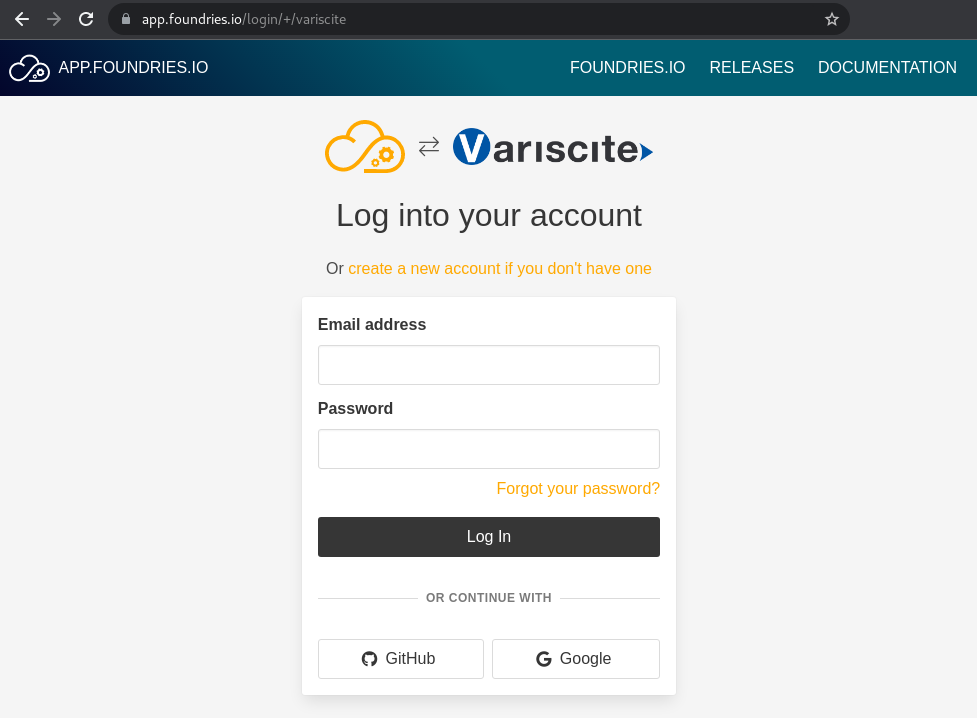 app.foundries.io/login/+/variscite
APP.FOUNDRIES.IO FOUNDRIES.IO RELEASES DOCUMENTATION
Variscite
Log into your account
Or create a new account if you don't have one
Email address
Password
Forgot your password?
Log In
OR CONTINUE WITH
GitHub Google